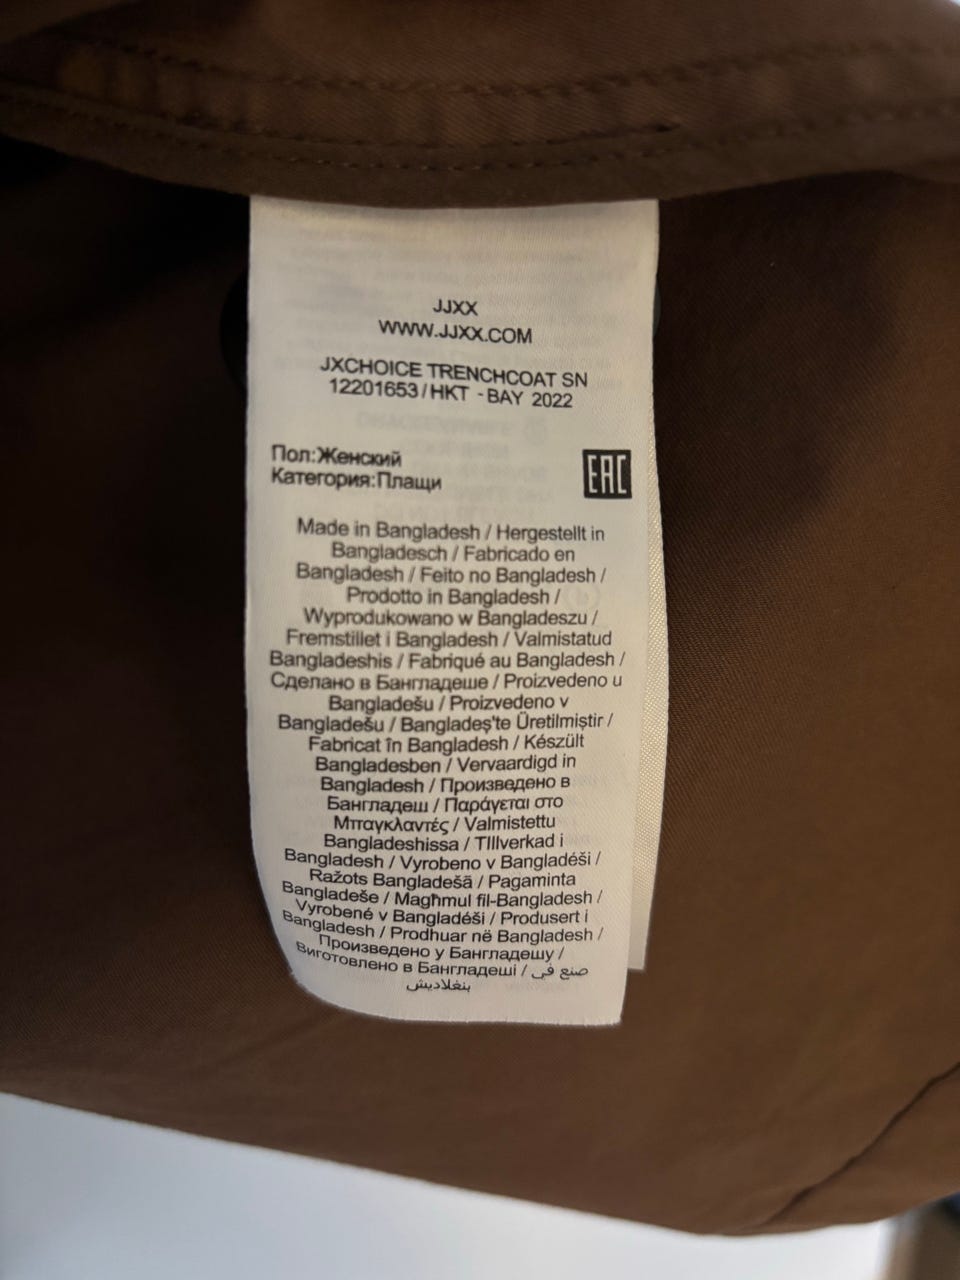 JJXX
WWW.JJXX.COM
JXCHOICE TRENCHCOAT SN
12201653/HKT - BAY 2022
Пол:Женский
Категория:Плащи
EAC
Made in Bangladesh / Hergestellt in
Bangladesch / Fabricado en
Bangladesh / Feito no Bangladesh /
Prodotto in Bangladesh /
Wyprodukowano w Bangladeszu /
Fremstillet i Bangladesh / Valmistatud
Bangladeshis / Fabriqué au Bangladesh /
Сделано в Бангладеше / Proizvedeno u
Bangladešu / Proizvedeno v
Bangladešu / Bangladeş'te Üretilmiştir /
Fabricat în Bangladesh / Készült
Bangladesben / Vervaardigd in
Bangladesh / Произведено в
Бангладеш / Παράγεται στο
Μπαγκλαντές / Valmistettu
Bangladeshissa / TIllverkad i
Bangladesh / Vyrobeno v Bangladéši /
Ražots Bangladešā / Pagaminta
Bangladeše / Magħmul fil-Bangladesh /
Vyrobené v Bangladéši / Produsert i
Bangladesh / Prodhuar në Bangladesh /
Произведено у Бангладешу /
Виготовлено в Бангладеші / صنع في
بنغلاديش